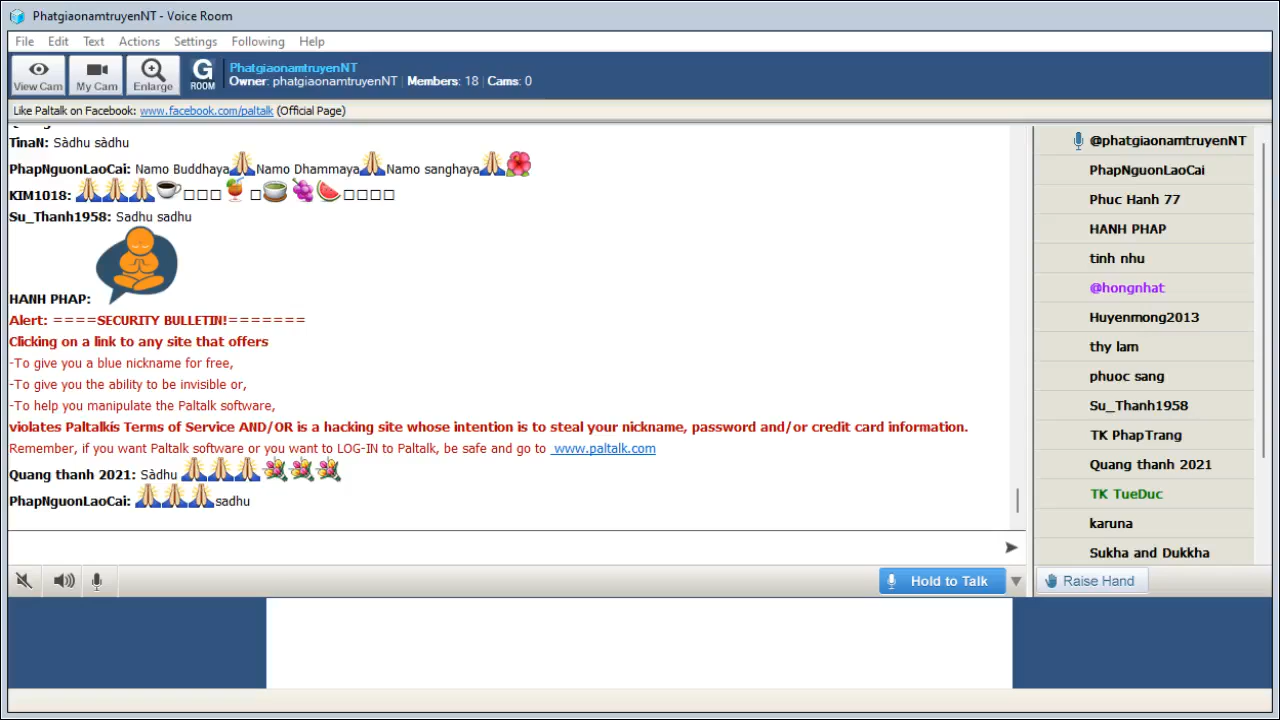 PhatgiaonamtruyenNT - Voice Room
File Edit Text Actions Settings Following Help
View Cam My Cam Enlarge G ROOM
PhatgiaonamtruyenNT
Owner: phatgiaonamtruyenNT | Members: 18 | Cams: 0
Like Paltalk on Facebook: www.facebook.com/paltalk (Official Page)
TinaN: Sàdhu sàdhu
PhapNguonLaoCai: Namo Buddhaya🙏Namo Dhammaya🙏Namo sanghaya🙏🌺
KIM1018: 🙏🙏🙏☕□□□🍹□🍵🍇🍉□□□□
Su_Thanh1958: Sadhu sadhu
HANH PHAP:
Alert: ====SECURITY BULLETIN!=======
Clicking on a link to any site that offers
-To give you a blue nickname for free,
-To give you the ability to be invisible or,
-To help you manipulate the Paltalk software,
violates Paltalkís Terms of Service AND/OR is a hacking site whose intention is to steal your nickname, password and/or credit card information.
Remember, if you want Paltalk software or you want to LOG-IN to Paltalk, be safe and go to www.paltalk.com
Quang thanh 2021: Sàdhu 🙏🙏🙏💐💐💐
PhapNguonLaoCai: 🙏🙏🙏sadhu
Hold to Talk
@phatgiaonamtruyenNT
PhapNguonLaoCai
Phuc Hanh 77
HANH PHAP
tinh nhu
@hongnhat
Huyenmong2013
thy lam
phuoc sang
Su_Thanh1958
TK PhapTrang
Quang thanh 2021
TK TueDuc
karuna
Sukha and Dukkha
Raise Hand